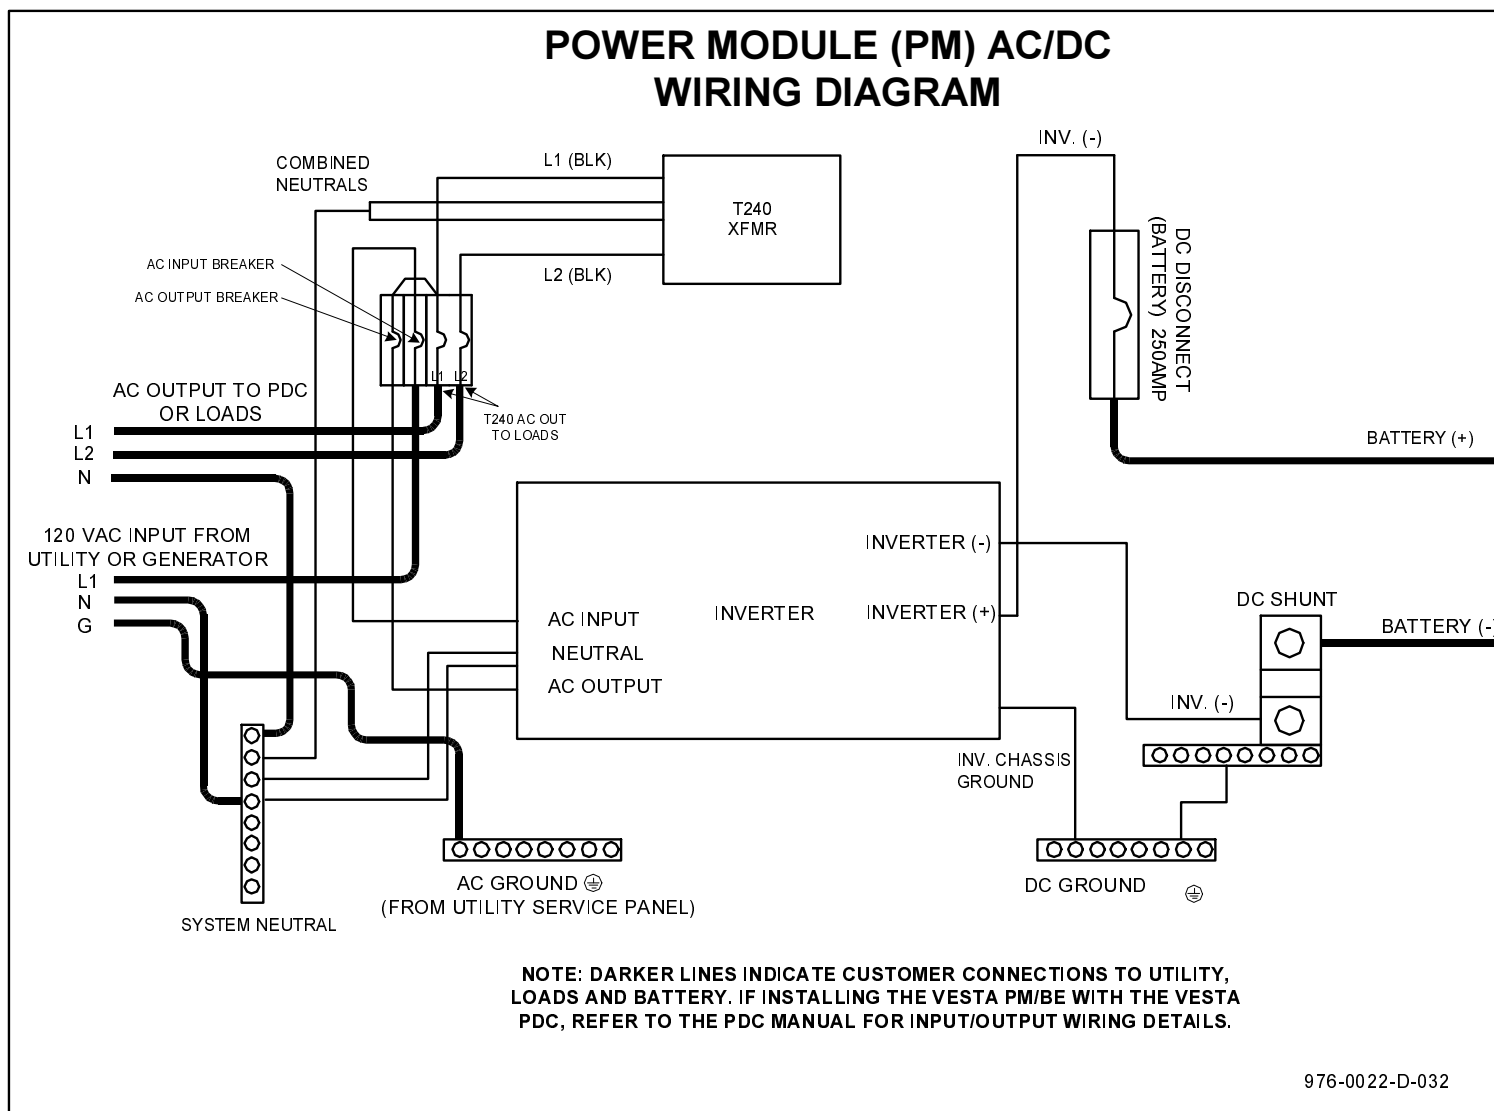 POWER MODULE (PM) AC/DC
WIRING DIAGRAM
INV. (-)
COMBINED
NEUTRALS
L1 (BLK)
T240
XFMR
L2 (BLK)
AC INPUT BREAKER
AC OUTPUT BREAKER
DC DISCONNECT
(BATTERY) 250AMP
L1 L2
AC OUTPUT TO PDC
OR LOADS
T240 AC OUT
TO LOADS
L1
L2
N
BATTERY (+)
120 VAC INPUT FROM
UTILITY OR GENERATOR
L1
N
G
INVERTER (-)
INVERTER
INVERTER (+)
AC INPUT
NEUTRAL
AC OUTPUT
DC SHUNT
BATTERY (-)
INV. (-)
INV. CHASSIS
GROUND
AC GROUND
(FROM UTILITY SERVICE PANEL)
DC GROUND
SYSTEM NEUTRAL
NOTE: DARKER LINES INDICATE CUSTOMER CONNECTIONS TO UTILITY,
LOADS AND BATTERY. IF INSTALLING THE VESTA PM/BE WITH THE VESTA
PDC, REFER TO THE PDC MANUAL FOR INPUT/OUTPUT WIRING DETAILS.
976-0022-D-032